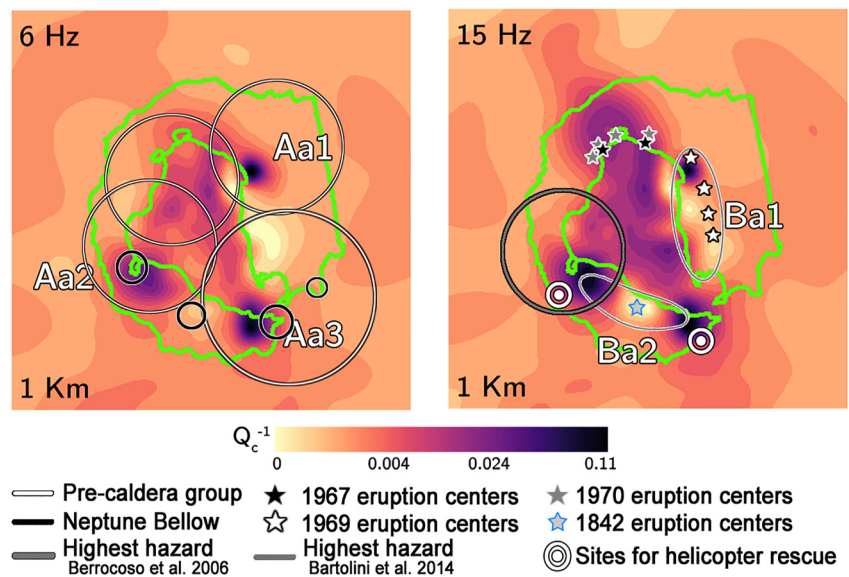 6 Hz
Aa1
Aa2
Aa3
1 Km
15 Hz
Ba1
Ba2
1 Km
Qc-1
0
0.004
0.024
0.11
Pre-caldera group
Neptune Bellow
Highest hazard
Berrocoso et al. 2006
1967 eruption centers
1969 eruption centers
Highest hazard
Bartolini et al. 2014
1970 eruption centers
1842 eruption centers
Sites for helicopter rescue